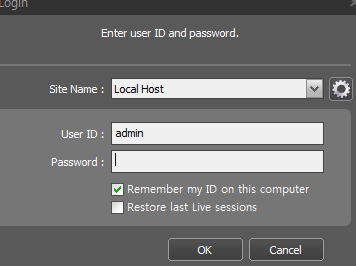 Login
Enter user ID and password.
Site Name : Local Host
User ID : admin
Password :
Remember my ID on this computer
Restore last Live sessions
OK Cancel